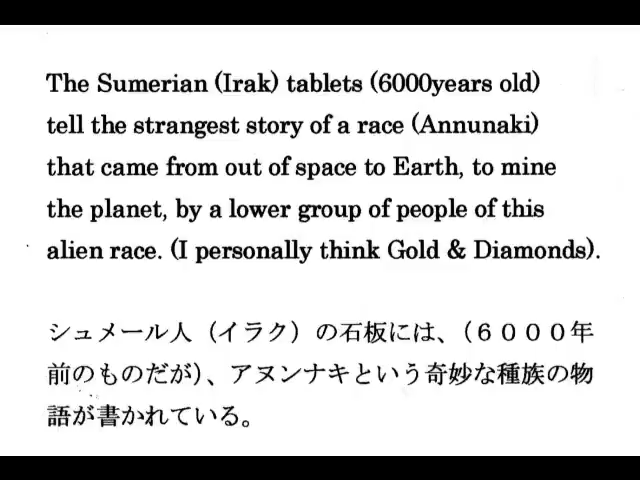 The Sumerian (Irak) tablets (6000years old)
tell the strangest story of a race (Annunaki)
that came from out of space to Earth, to mine
the planet, by a lower group of people of this
alien race. (I personally think Gold & Diamonds).
シュメール人（イラク）の石板には、（６０００年
前のものだが）、アヌンナキという奇妙な種族の物
語が書かれている。